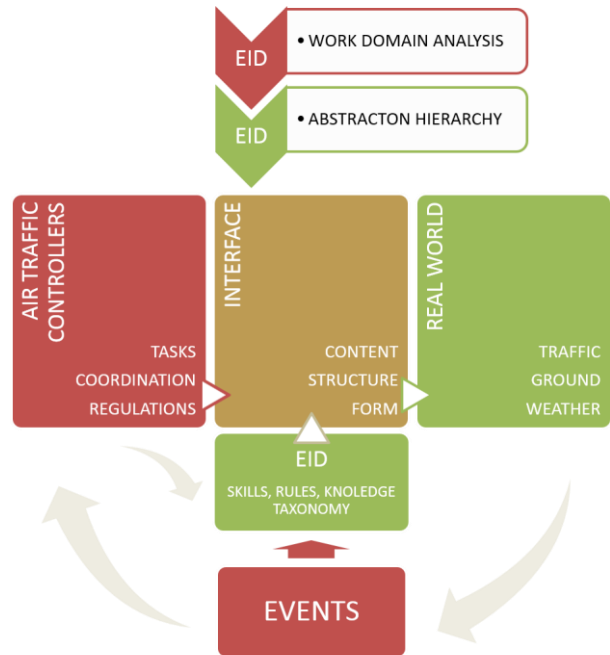 EID
• WORK DOMAIN ANALYSIS
EID
• ABSTRACTON HIERARCHY
AIR TRAFFIC
CONTROLLERS
TASKS
COORDINATION
REGULATIONS
INTERFACE
CONTENT
STRUCTURE
FORM
REAL WORLD
TRAFFIC
GROUND
WEATHER
EID
SKILLS, RULES, KNOLEDGE
TAXONOMY
EVENTS